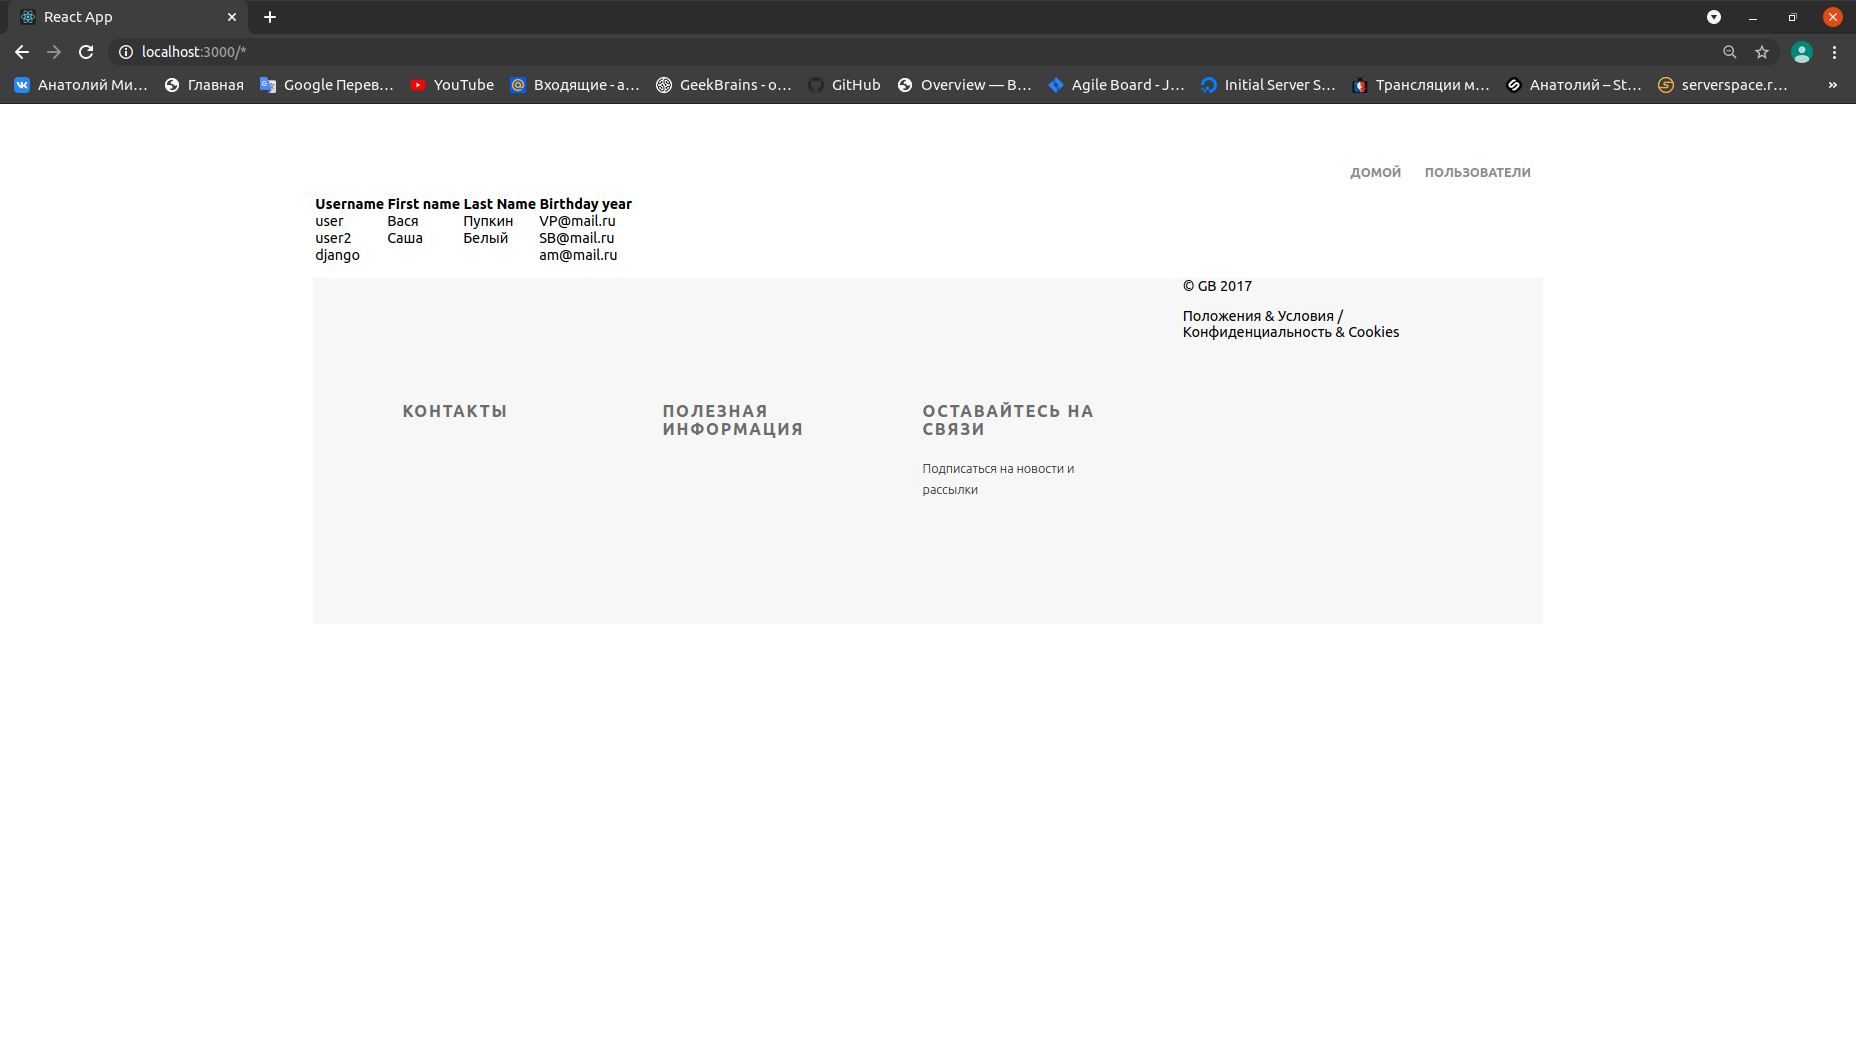 React App
localhost:3000/*
Анатолий Ми...
Главная
Google Перев...
YouTube
Входящие - а...
GeekBrains - о...
GitHub
Overview — B...
Agile Board - J...
Initial Server S...
Трансляции м...
Анатолий – St...
serverspace.r...
»
ДОМОЙ ПОЛЬЗОВАТЕЛИ
Username First name Last Name Birthday year
user Вася Пупкин VP@mail.ru
user2 Саша Белый SB@mail.ru
django am@mail.ru
© GB 2017
Положения & Условия /
Конфиденциальность & Cookies
КОНТАКТЫ
ПОЛЕЗНАЯ
ИНФОРМАЦИЯ
ОСТАВАЙТЕСЬ НА
СВЯЗИ
Подписаться на новости и
рассылки